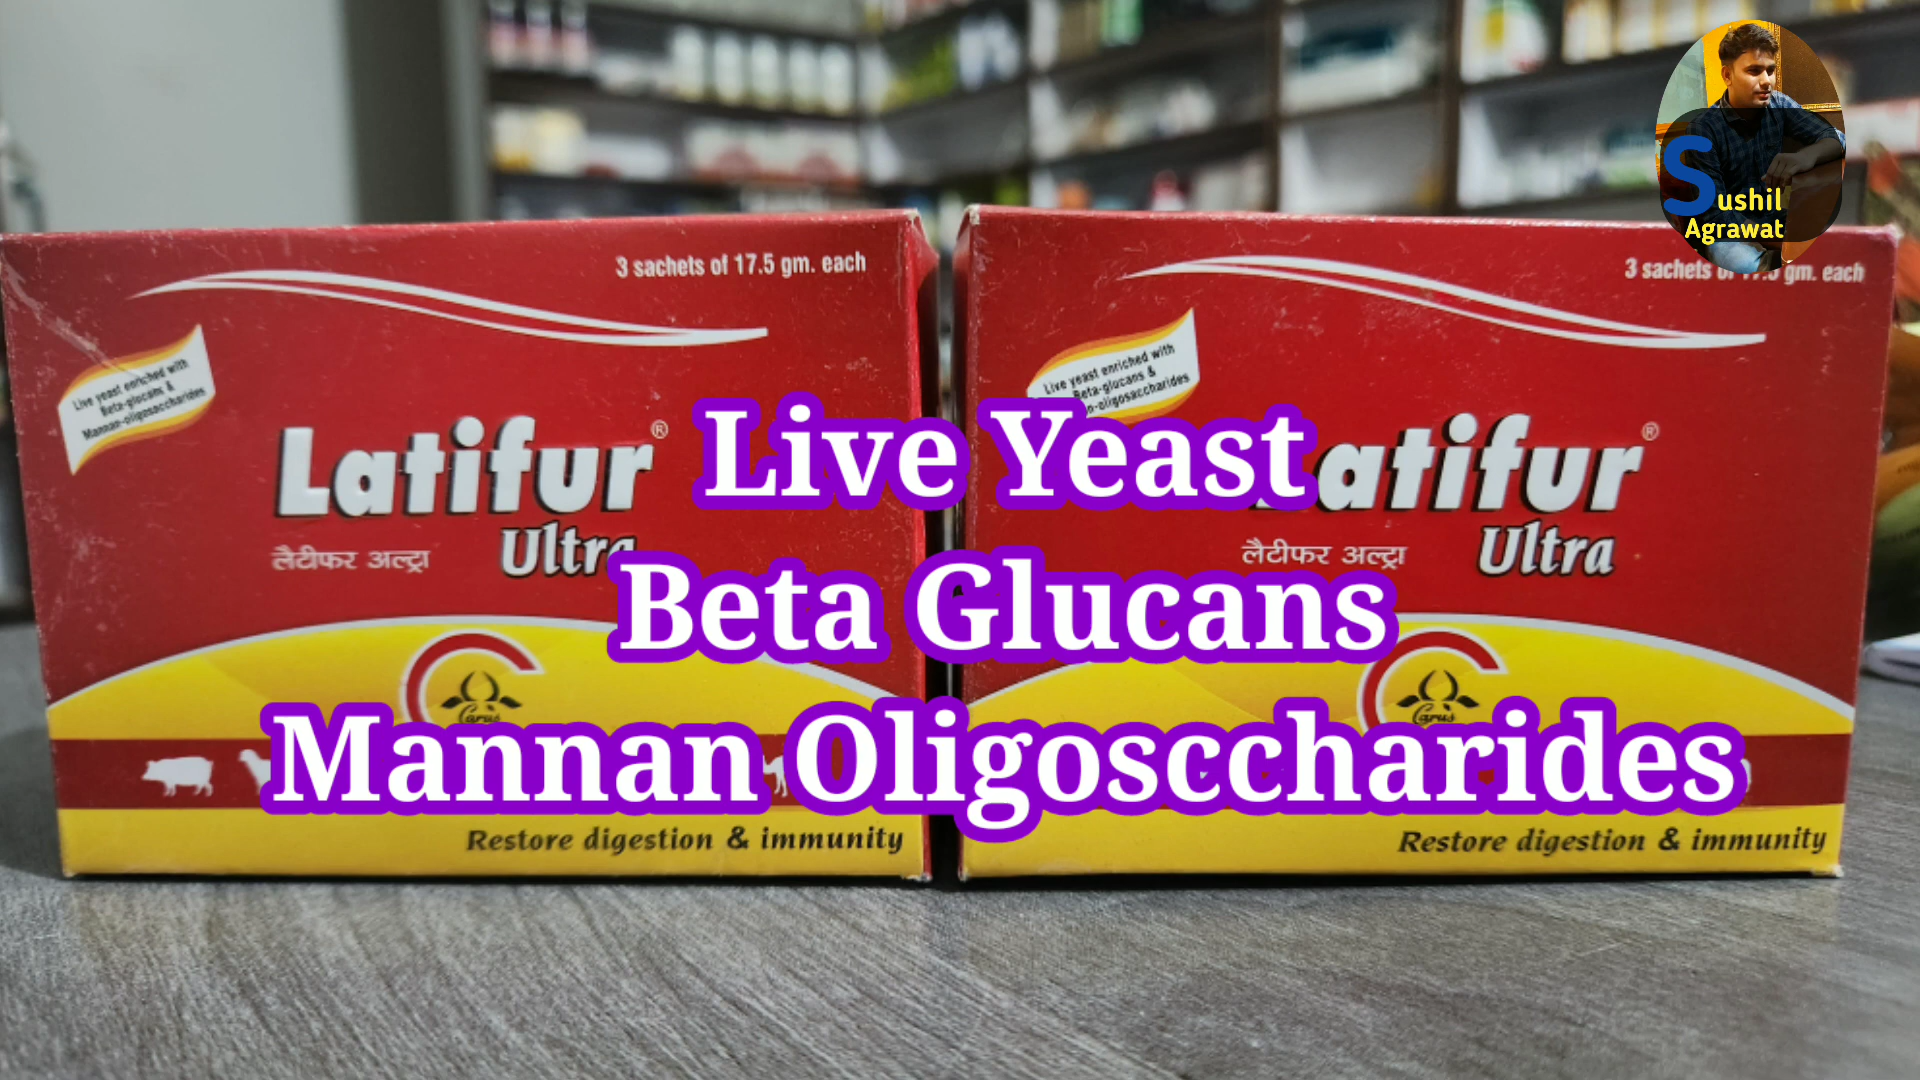 Sushil
Agrawat
3 sachets of 17.5 gm. each
Live yeast enriched with
Beta-glucans &
Mannan-oligosaccharides
Latifur®
Ultra
लैटीफर अल्ट्रा
Carus
Restore digestion & immunity
3 sachets gm. each
Live yeast enriched with
Beta-glucans &
n-oligosaccharides
atifur®
Ultra
लैटीफर अल्ट्रा
Carus
Restore digestion & immunity
Live Yeast
Beta Glucans
Mannan Oligosccharides